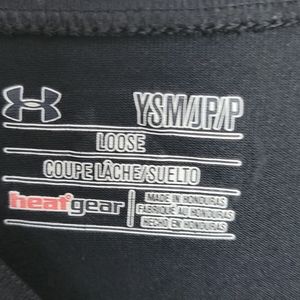 YSM/JP/P
LOOSE
COUPE LÂCHE/SUELTO
heatgear
MADE IN HONDURAS
FABRIQUÉ AU HONDURAS
HECHO EN HONDURAS